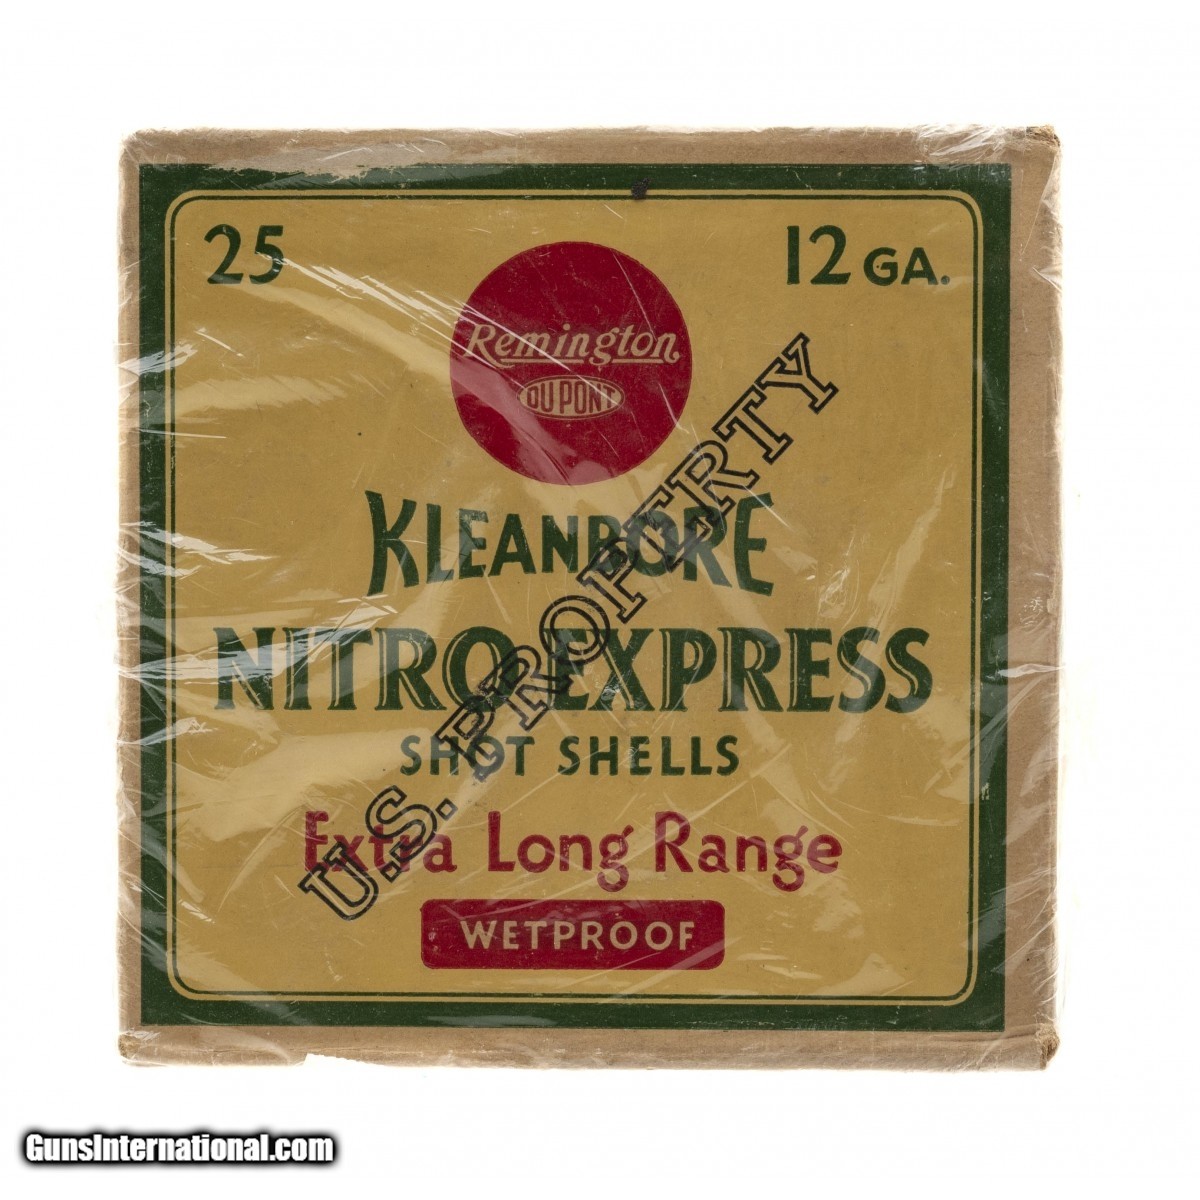 25
12 GA.
Remington
DU PONT
KLEANBORE
NITRO EXPRESS
SHOT SHELLS
Extra Long Range
WETPROOF
U.S. PROPERTY
GunsInternational.com